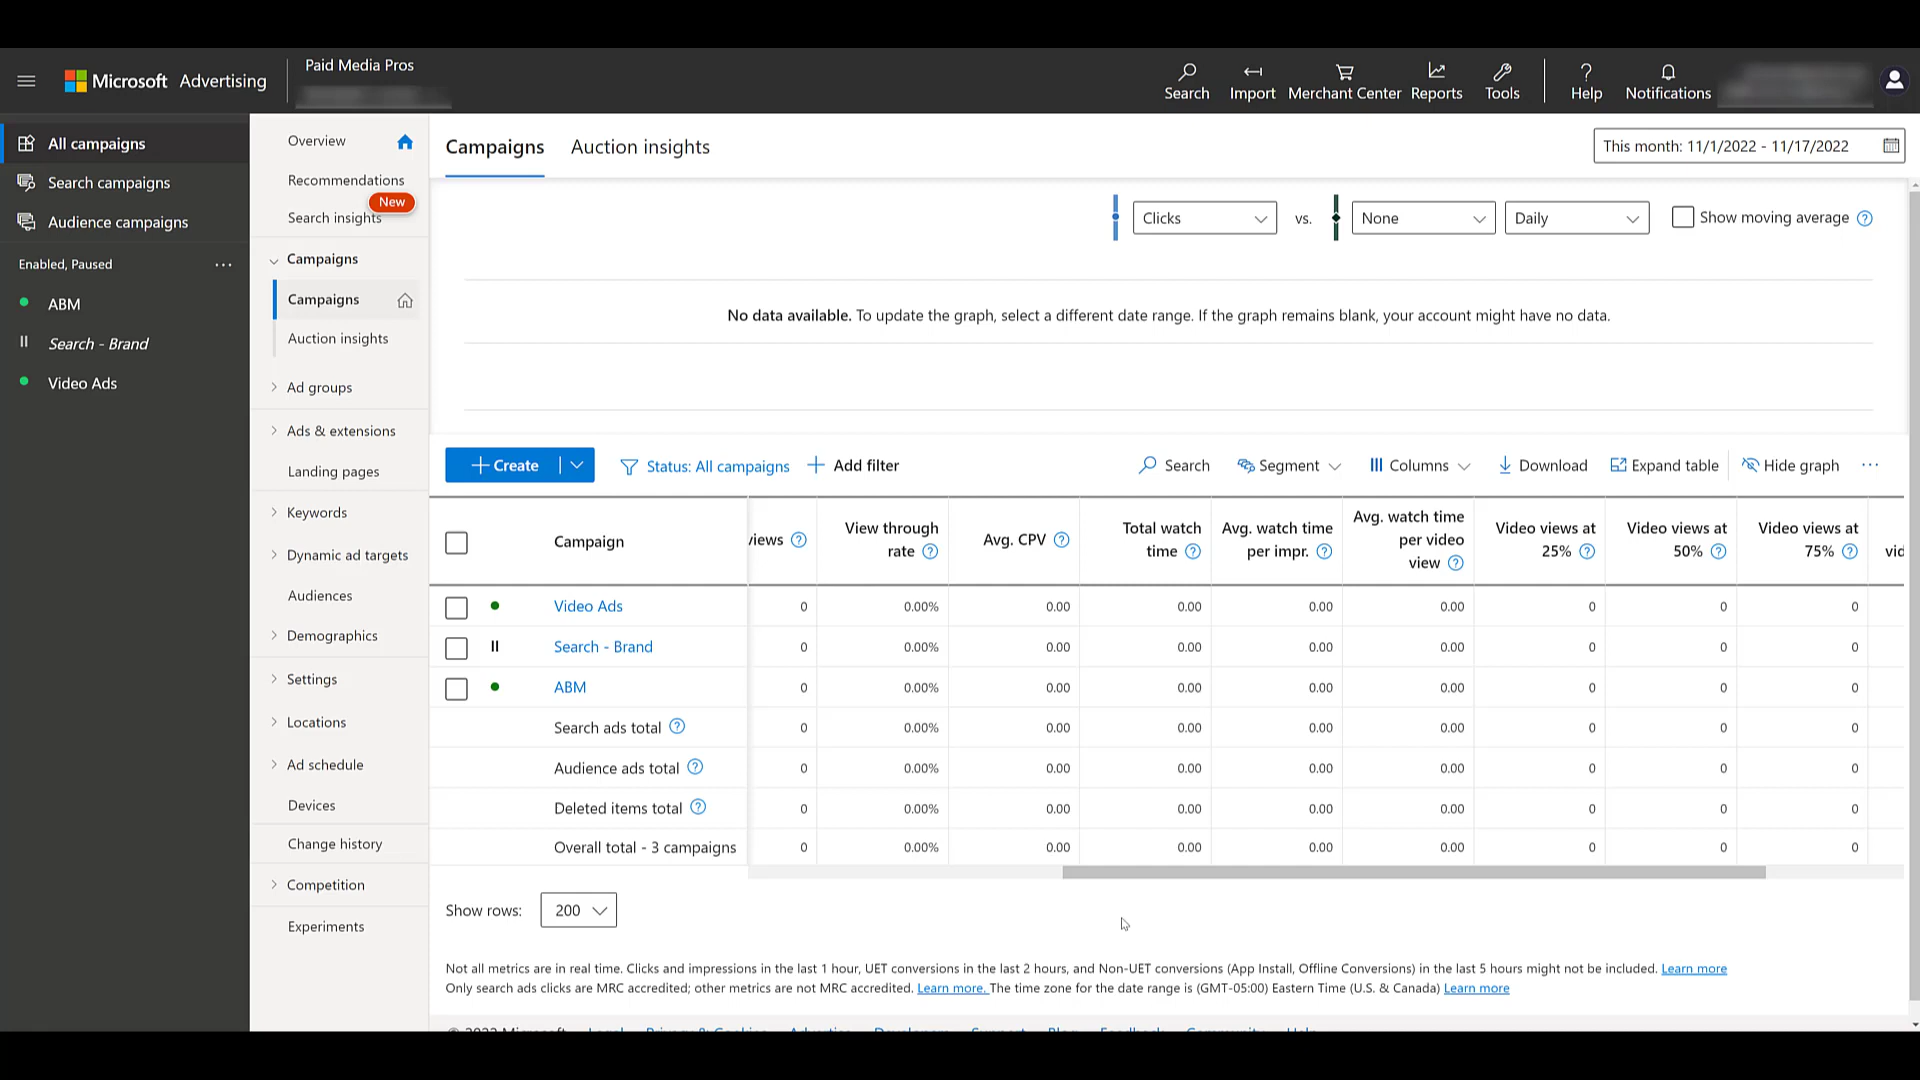 Microsoft Advertising
Paid Media Pros
Search
Import
Merchant Center
Reports
Tools
Help
Notifications
All campaigns
Search campaigns
Audience campaigns
Enabled, Paused
ABM
Search - Brand
Video Ads
Overview
Recommendations
New
Search insights
Campaigns
Campaigns
Auction insights
Ad groups
Ads & extensions
Landing pages
Keywords
Dynamic ad targets
Audiences
Demographics
Settings
Locations
Ad schedule
Devices
Change history
Competition
Experiments
Campaigns
Auction insights
This month: 11/1/2022 - 11/17/2022
Clicks
vs.
None
Daily
Show moving average
No data available. To update the graph, select a different date range. If the graph remains blank, your account might have no data.
Create
Status: All campaigns
Add filter
Search
Segment
Columns
Download
Expand table
Hide graph
Campaign
views
View through rate
Avg. CPV
Total watch time
Avg. watch time per impr.
Avg. watch time per video view
Video views at 25%
Video views at 50%
Video views at 75%
vid
Video Ads 0 0.00% 0.00 0.00 0.00 0.00 0 0 0
Search - Brand 0 0.00% 0.00 0.00 0.00 0.00 0 0 0
ABM 0 0.00% 0.00 0.00 0.00 0.00 0 0 0
Search ads total 0 0.00% 0.00 0.00 0.00 0.00 0 0 0
Audience ads total 0 0.00% 0.00 0.00 0.00 0.00 0 0 0
Deleted items total 0 0.00% 0.00 0.00 0.00 0.00 0 0 0
Overall total - 3 campaigns 0 0.00% 0.00 0.00 0.00 0.00 0 0 0
Show rows: 200
Not all metrics are in real time. Clicks and impressions in the last 1 hour, UET conversions in the last 2 hours, and Non-UET conversions (App Install, Offline Conversions) in the last 5 hours might not be included. Learn more
Only search ads clicks are MRC accredited; other metrics are not MRC accredited. Learn more. The time zone for the date range is (GMT-05:00) Eastern Time (U.S. & Canada) Learn more
© 2022 Microsoft Legal Privacy & Cookies Advertise Developers Support Blog Feedback Community Help